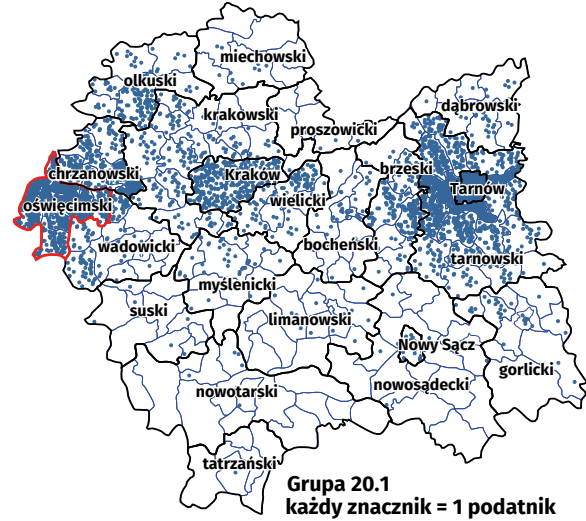 miechowski
olkuski
dąbrowski
krakowski
proszowicki
chrzanowski
Kraków
brzeski
Tarnów
oświęcimski
wielicki
wadowicki
bocheński
tarnowski
myślenicki
suski
limanowski
Nowy Sącz
gorlicki
nowotarski
nowosądecki
tatrzański
Grupa 20.1
każdy znacznik = 1 podatnik